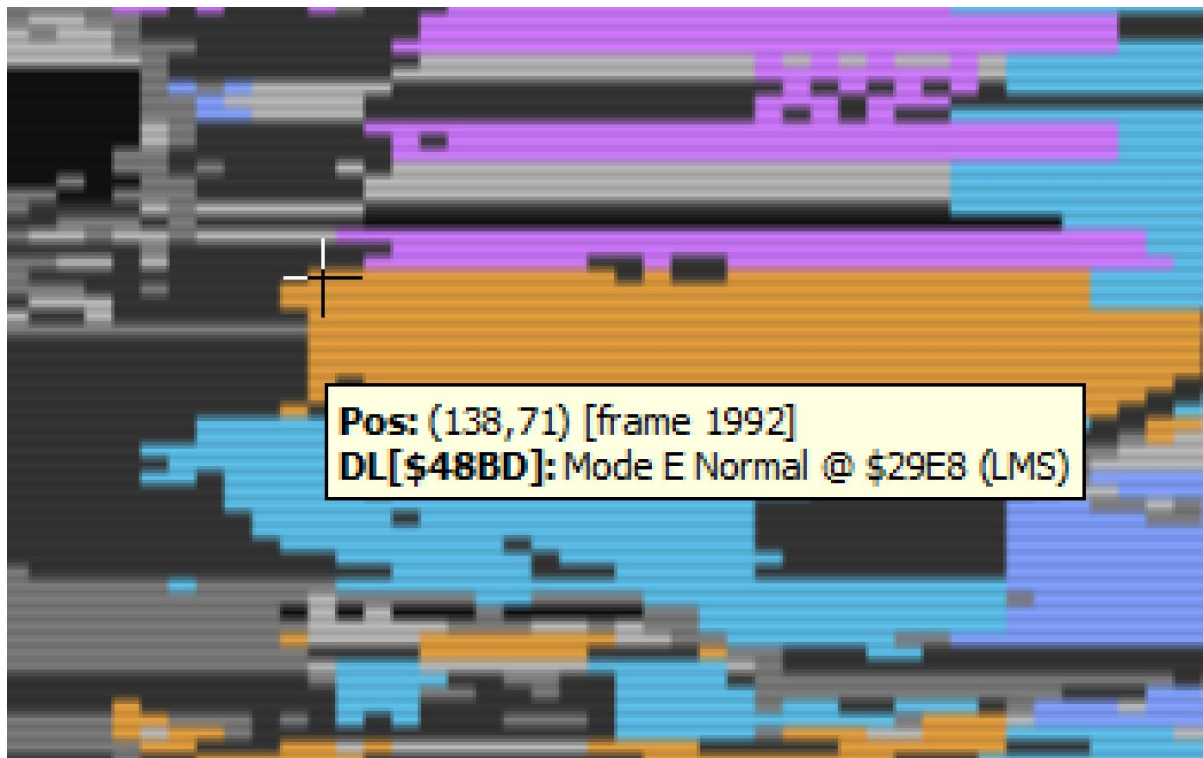 Pos: (138,71) [frame 1992]
DL[$48BD]: Mode E Normal @ $29E8 (LMS)